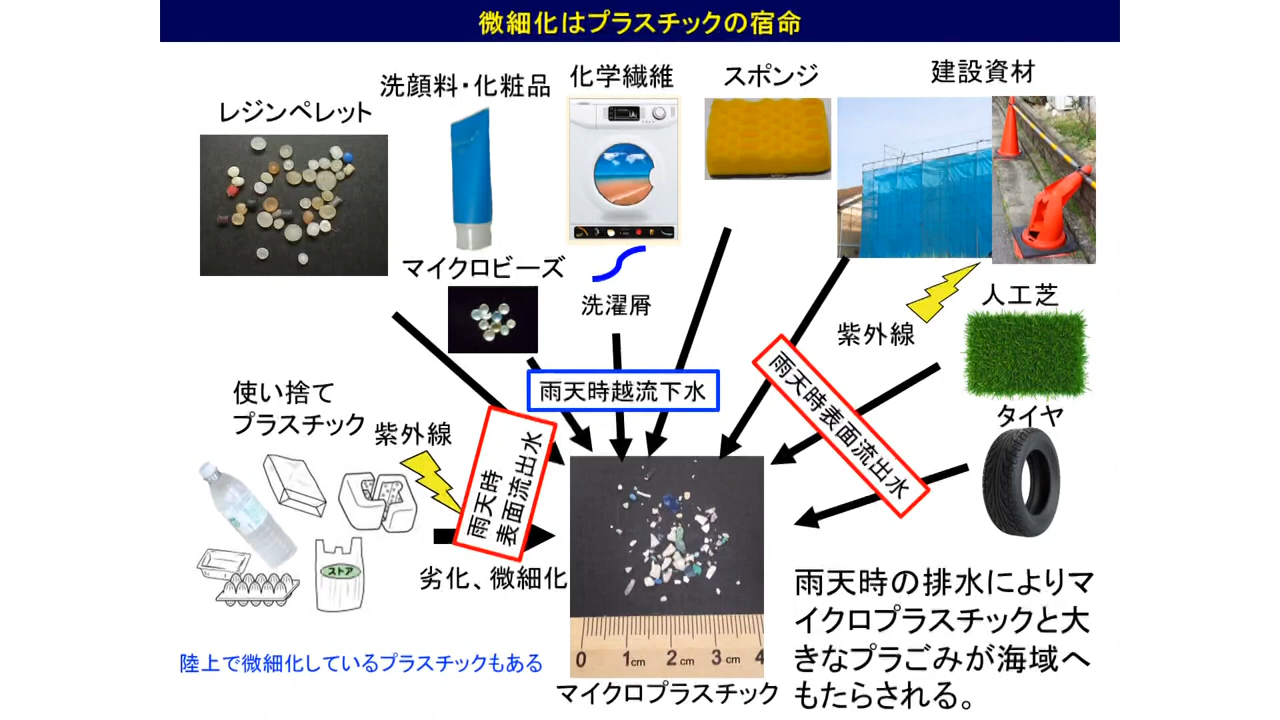 微細化はプラスチックの宿命
レジンペレット
洗顔料・化粧品
化学繊維
スポンジ
建設資材
マイクロビーズ
洗濯屑
紫外線
人工芝
雨天時越流下水
雨天時表面流出水
使い捨て
プラスチック
紫外線
雨天時
表面流出水
タイヤ
ストア
劣化、微細化
0 1cm 2cm 3cm 4
マイクロプラスチック
陸上で微細化しているプラスチックもある
雨天時の排水によりマ
イクロプラスチックと大
きなプラごみが海域へ
もたらされる。